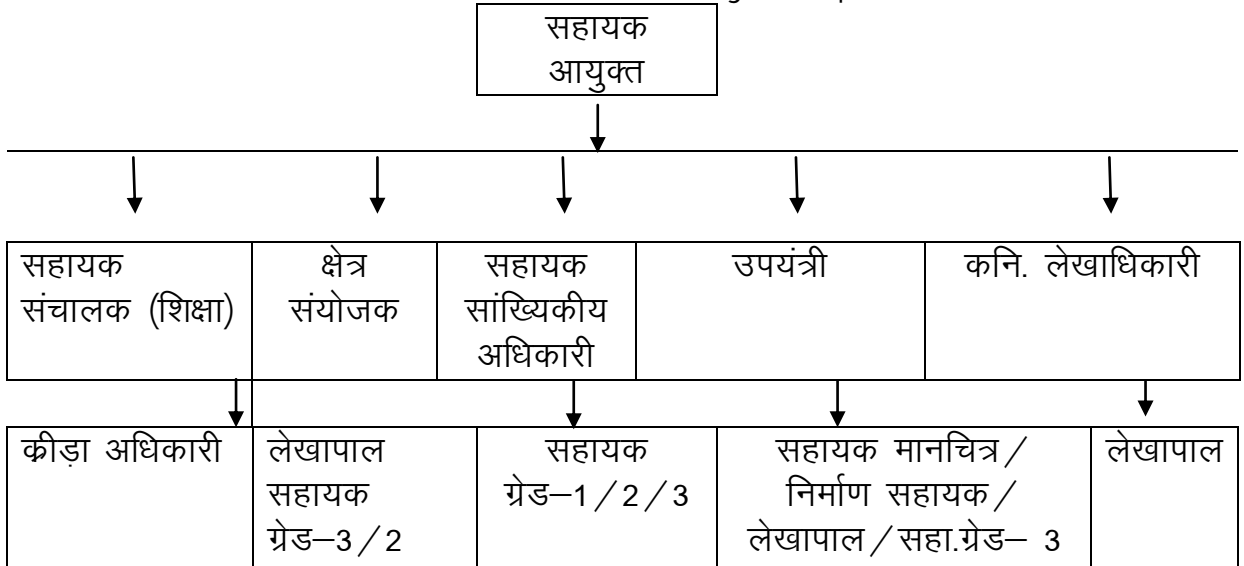 सहायक
आयुक्त
सहायक
संचालक (शिक्षा)
क्षेत्र
संयोजक
सहायक
सांख्यिकीय
अधिकारी
उपयंत्री
कनि. लेखाधिकारी
क्रीड़ा अधिकारी
लेखापाल
सहायक
ग्रेड–3/2
सहायक
ग्रेड–1/2/3
सहायक मानचित्र/
निर्माण सहायक/
लेखापाल/सहा.ग्रेड– 3
लेखापाल